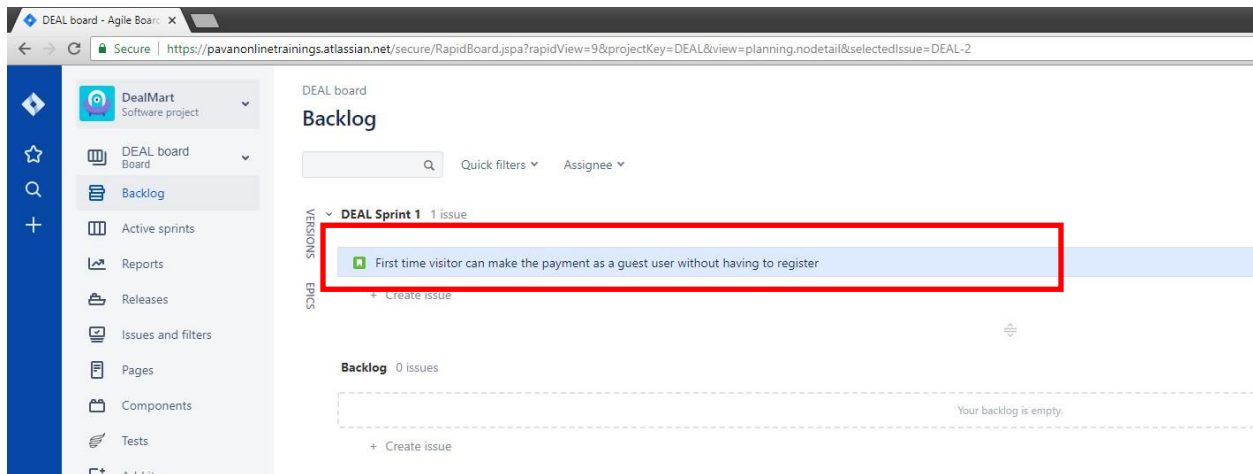 DEAL board - Agile Board
Secure | https://pavanonlinetrainings.atlassian.net/secure/RapidBoard.jspa?rapidView=9&projectKey=DEAL&view=planning.nodetail&selectedIssue=DEAL-2
DealMart
Software project
DEAL board
Board
Backlog
Active sprints
Reports
Releases
Issues and filters
Pages
Components
Tests
DEAL board
Backlog
Quick filters
Assignee
VERSIONS
EPICS
DEAL Sprint 1 1 issue
First time visitor can make the payment as a guest user without having to register
+ Create issue
Backlog 0 issues
Your backlog is empty.
+ Create issue